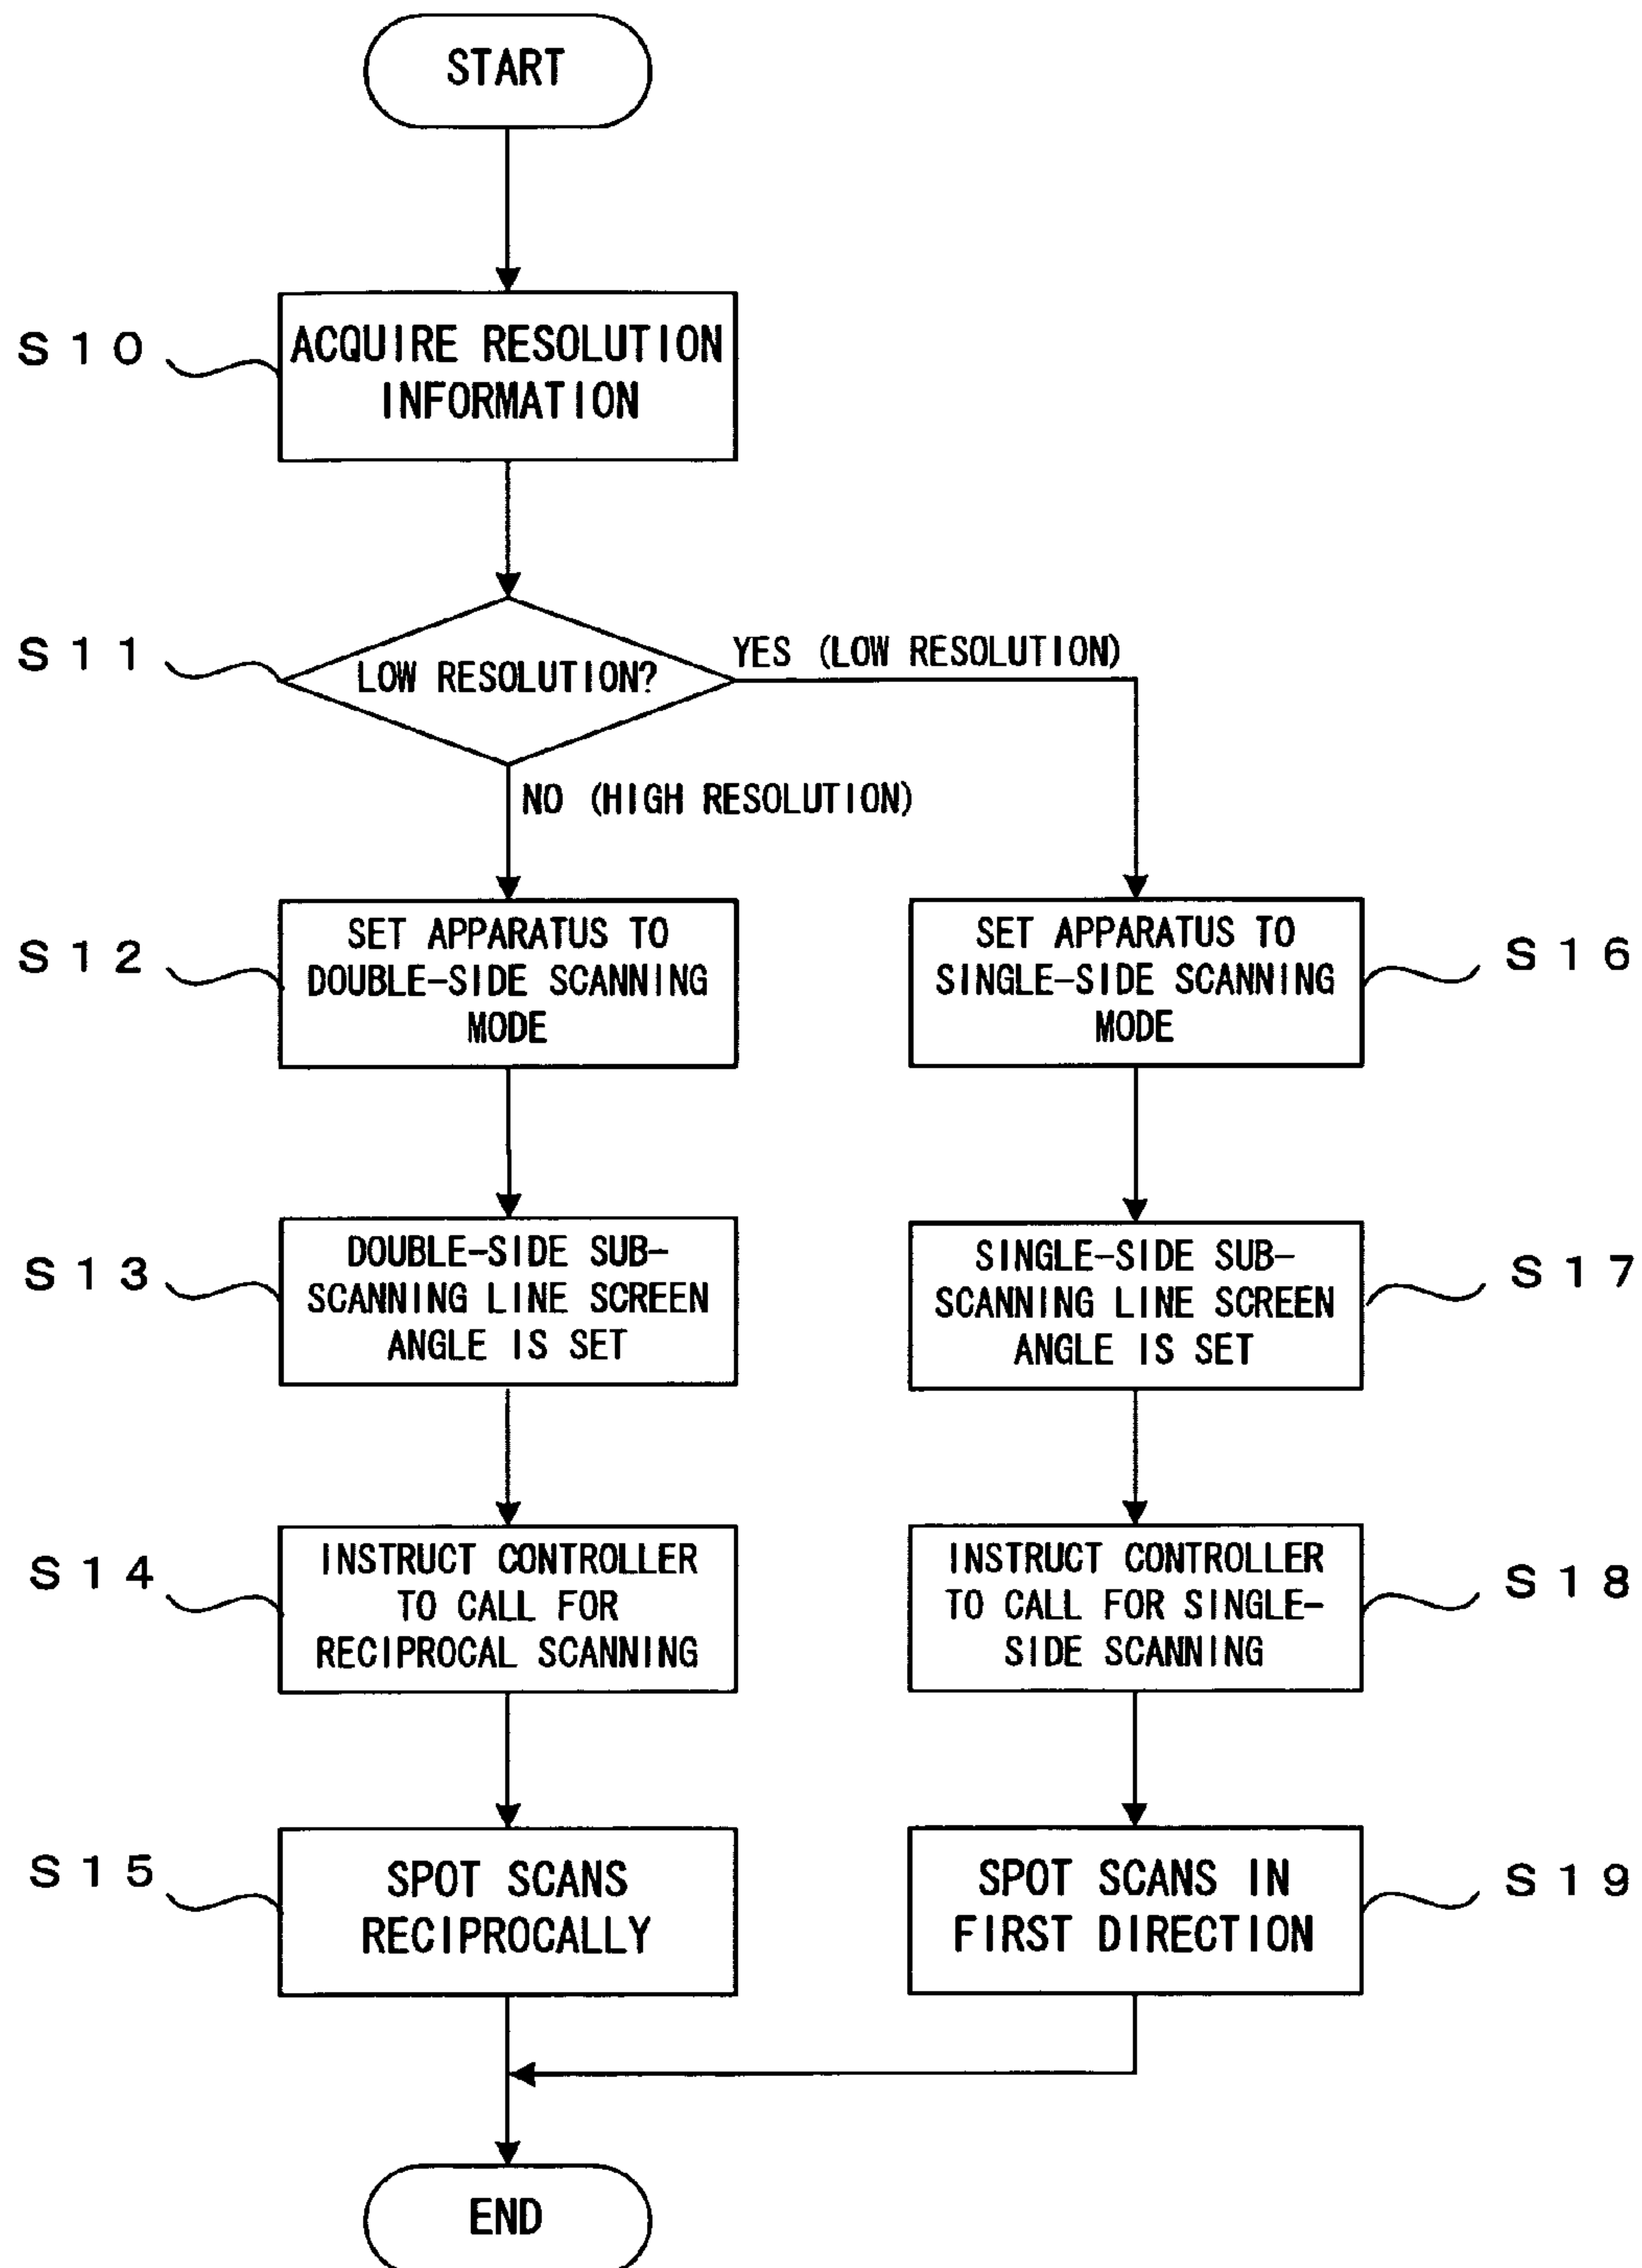 START
S10
ACQUIRE RESOLUTION
INFORMATION
S11
LOW RESOLUTION?
YES (LOW RESOLUTION)
NO (HIGH RESOLUTION)
S12
SET APPARATUS TO
DOUBLE-SIDE SCANNING
MODE
SET APPARATUS TO
SINGLE-SIDE SCANNING
MODE
S16
S13
DOUBLE-SIDE SUB-
SCANNING LINE SCREEN
ANGLE IS SET
SINGLE-SIDE SUB-
SCANNING LINE SCREEN
ANGLE IS SET
S17
S14
INSTRUCT CONTROLLER
TO CALL FOR
RECIPROCAL SCANNING
INSTRUCT CONTROLLER
TO CALL FOR SINGLE-
SIDE SCANNING
S18
S15
SPOT SCANS
RECIPROCALLY
SPOT SCANS IN
FIRST DIRECTION
S19
END